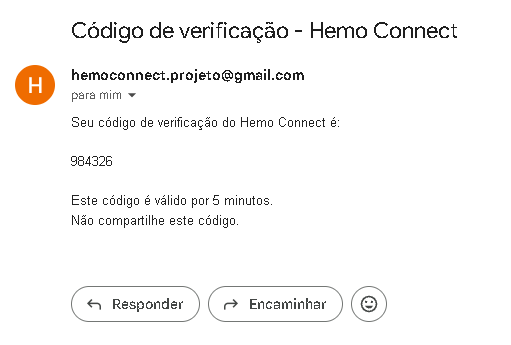 Código de verificação - Hemo Connect
H
hemoconnect.projeto@gmail.com
para mim
Seu código de verificação do Hemo Connect é:
984326
Este código é válido por 5 minutos.
Não compartilhe este código.
Responder
Encaminhar